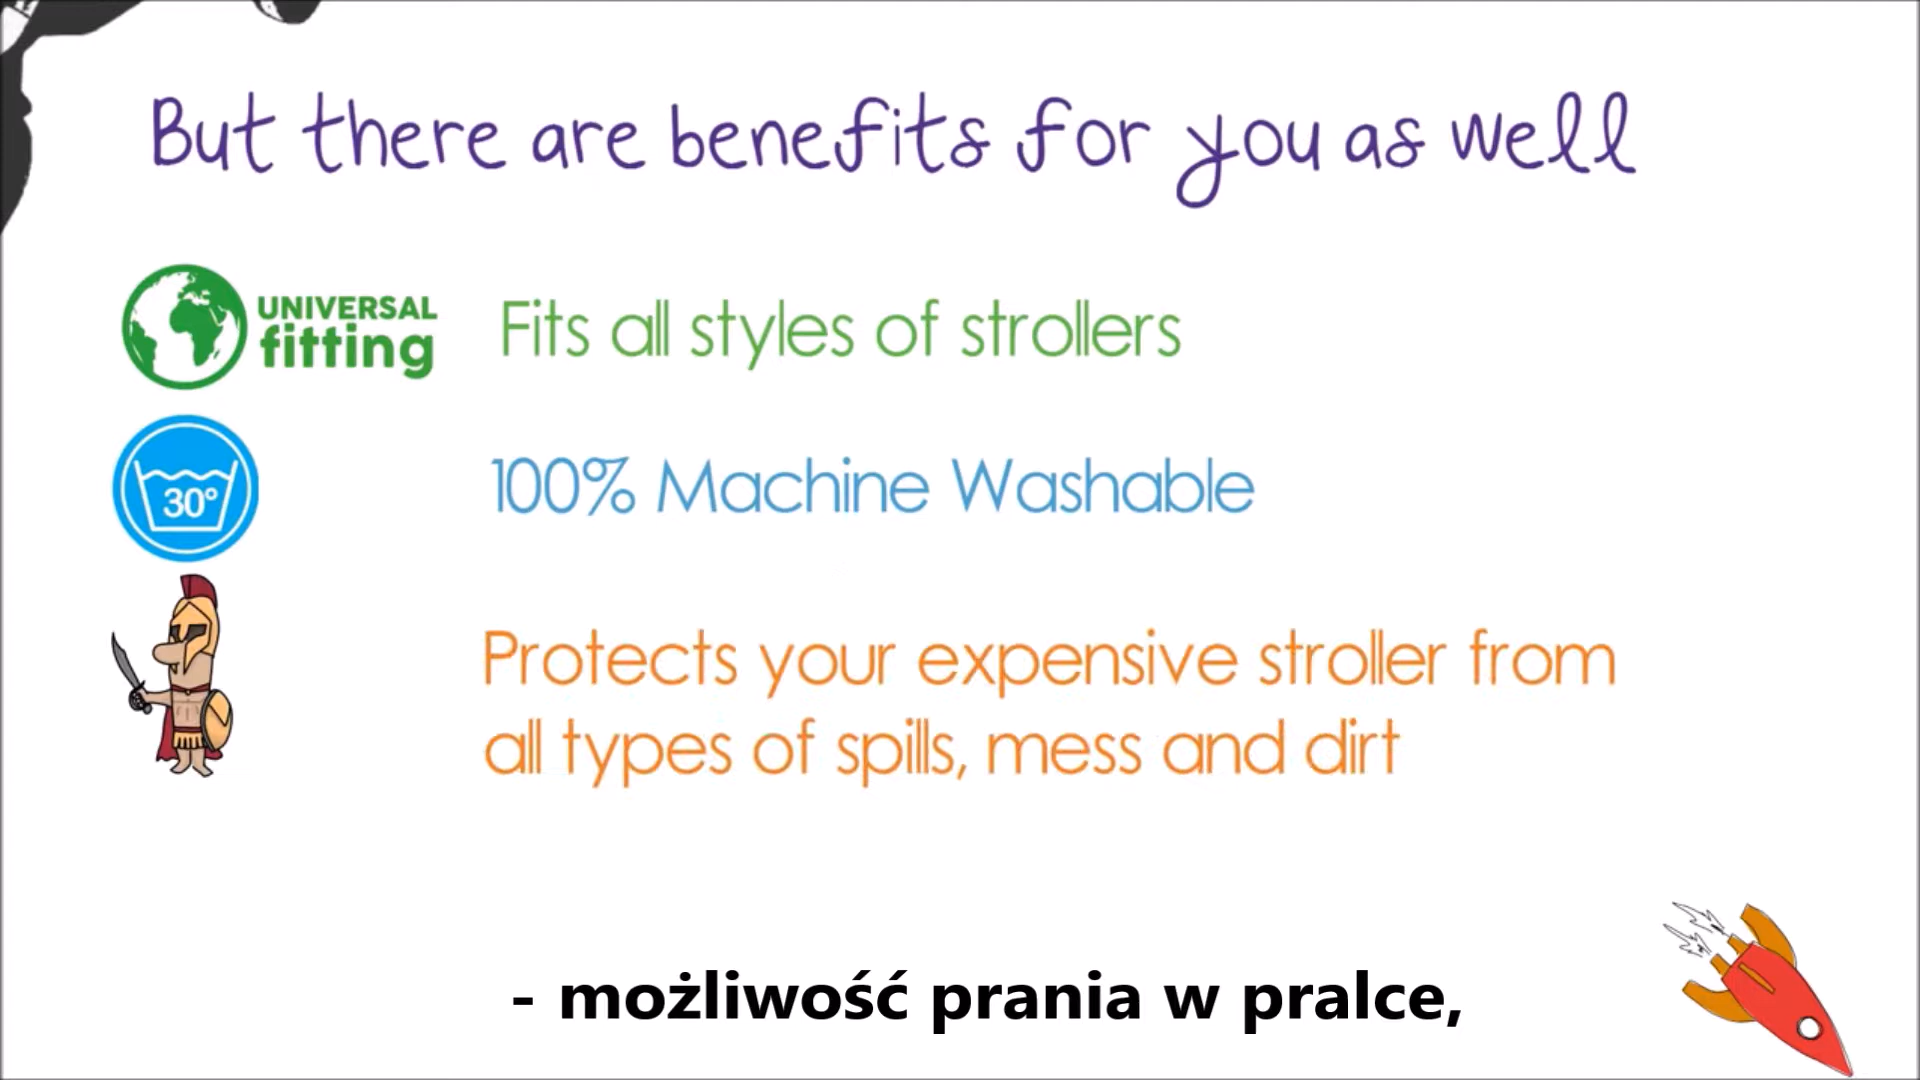 But there are benefits for you as well
UNIVERSAL
fitting
Fits all styles of strollers
30°
100% Machine Washable
Protects your expensive stroller from
all types of spills, mess and dirt
- możliwość prania w pralce,